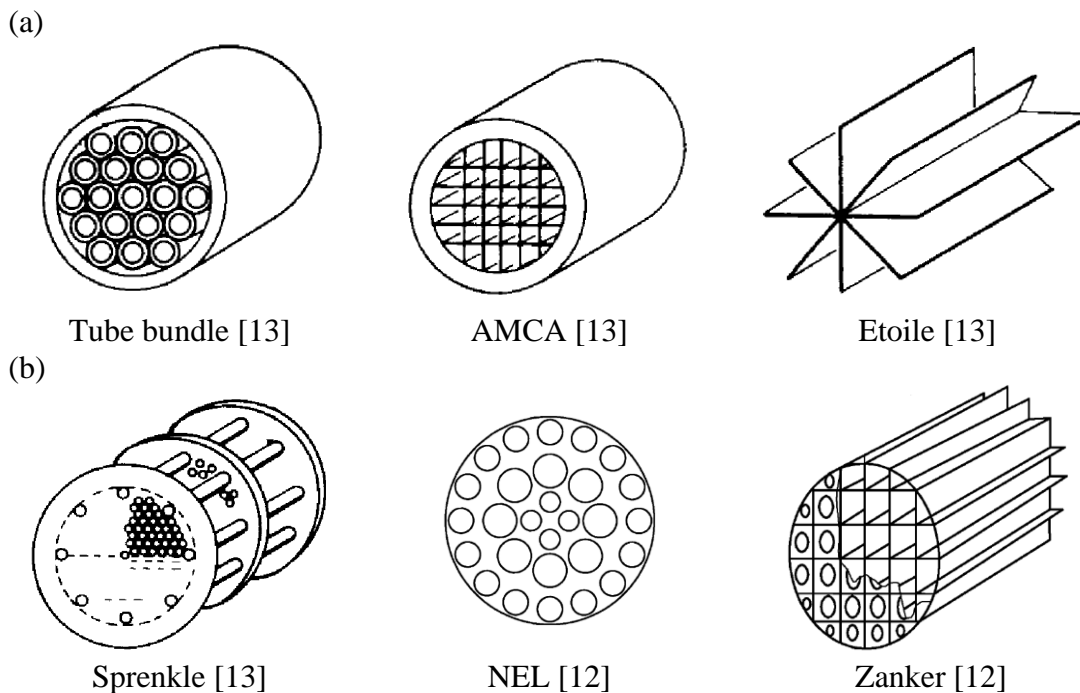 (a)
Tube bundle [13] AMCA [13] Etoile [13]
(b)
Sprenkle [13] NEL [12] Zanker [12]